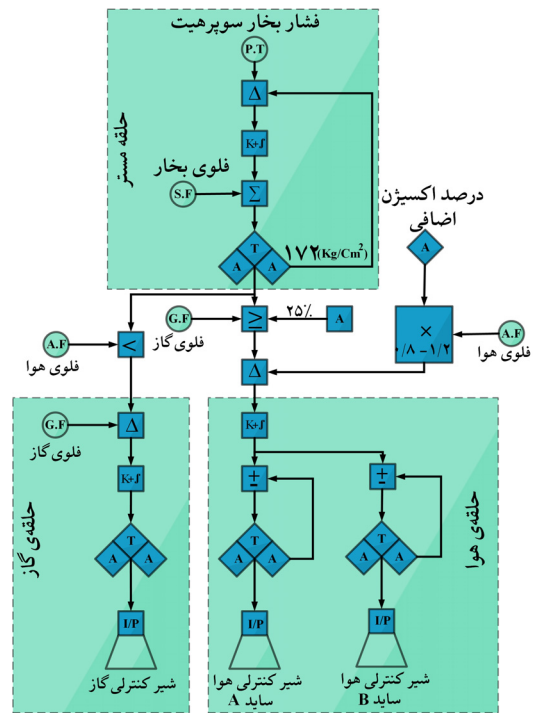 فشار بخار سوپرهیت
P.T
Δ
K+∫
حلقه مستر
فلوی بخار
S.F
Σ
T
A
A
۱۷۲(Kg/Cm²)
درصد اکسیژن
اضافی
A
G.F
فلوی گاز
≥
۲۵٪
A
×
۰/۸ – ۱/۲
A.F
فلوی هوا
A.F
فلوی هوا
<
Δ
G.F
فلوی گاز
Δ
K+∫
T
A
A
I/P
شیر کنترلی گاز
حلقه‌ی گاز
K+∫
±
±
T
A
A
T
A
A
I/P
I/P
شیر کنترلی هوا
ساید A
شیر کنترلی هوا
ساید B
حلقه‌ی هوا